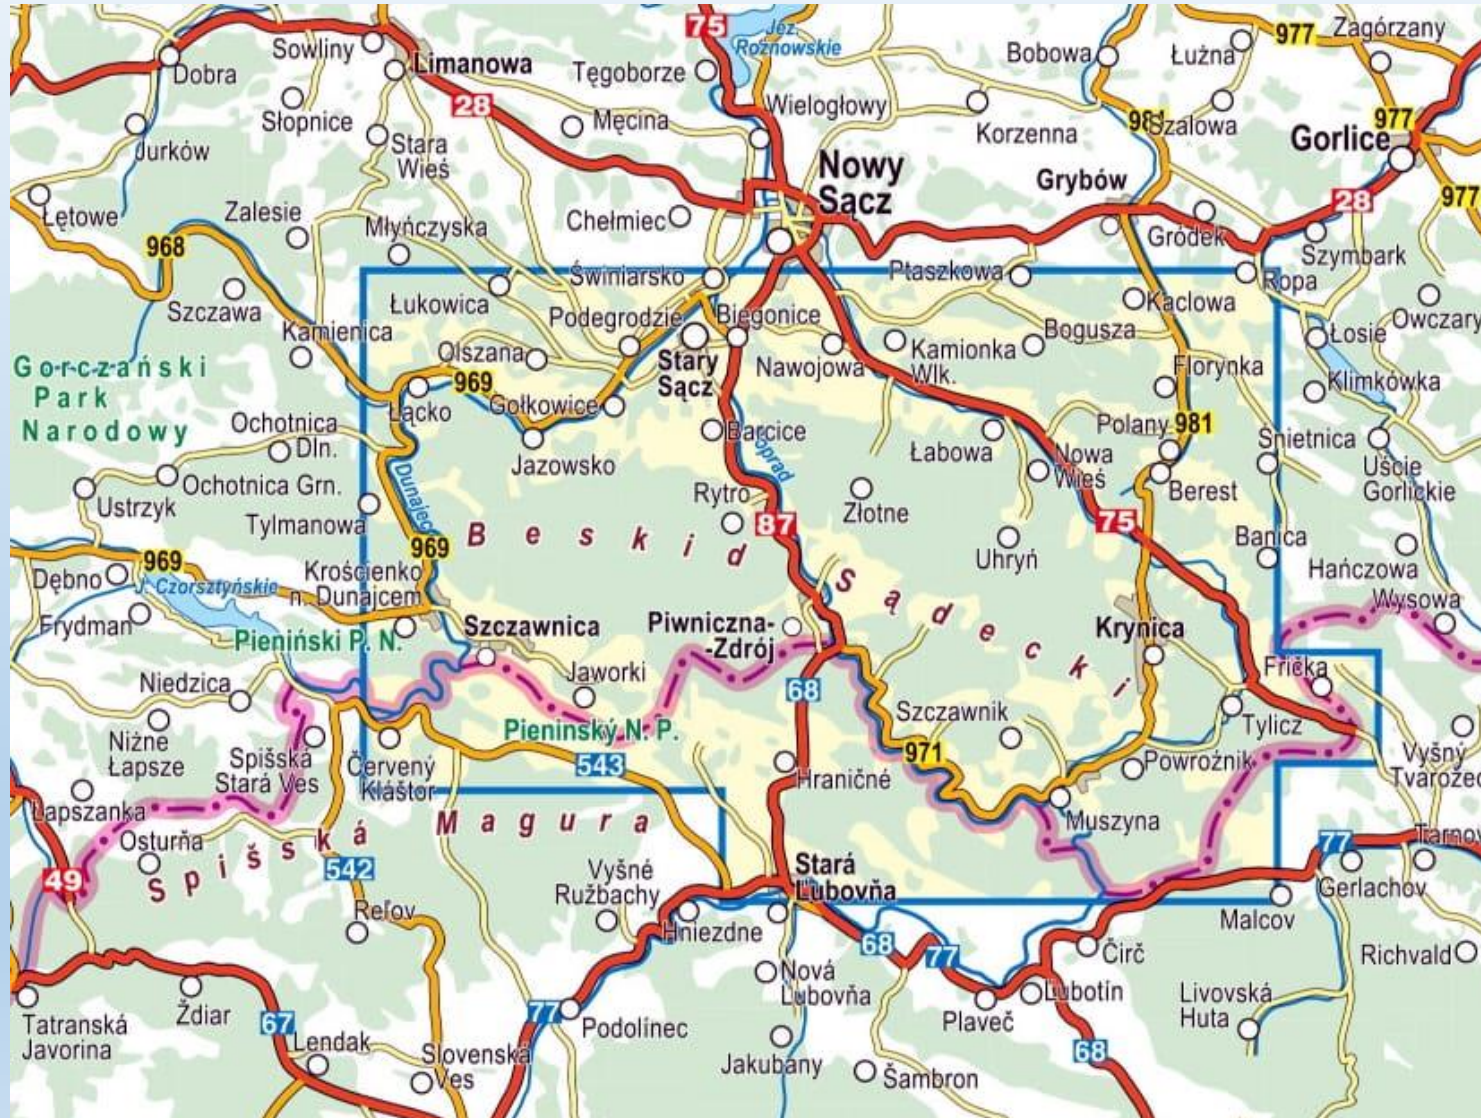 75
Jez.
Rożnowskie
977
Zagórzany
Sowliny
Dobra
Limanowa
Tęgoborze
Bobowa
Łużna
28
Słopnice
Męcina
Wielogłowy
Korzenna
981
Szalowa
977
Gorlice
Jurków
Stara
Wieś
Nowy
Sącz
Grybów
28
977
Łętowe
Zalesie
Młyńczyska
Chełmiec
Gródek
Szymbark
968
Świniarsko
Ptaszkowa
Ropa
Szczawa
Łukowica
Podegrodzie
Biegonice
Kaclowa
Owczary
Kamienica
Bogusza
Łosie
Gorczański
Park
Narodowy
Olszana
Stary
Sącz
Nawojowa
Kamionka
Wlk.
Florynka
Klimkówka
969
Łącko
Gołkowice
Ochotnica
Dln.
Barcice
Poprad
Polany
981
Śnietnica
Jazowsko
Łabowa
Nowa
Wieś
Uście
Gorlickie
Ochotnica Grn.
Ustrzyk
Dunajec
Rytro
Złotne
Berest
Tylmanowa
87
75
969
Beskid
Sądecki
Uhryń
Banica
Hańczowa
969
Dębno
J. Czorsztyńskie
Krościenko
n. Dunajcem
Wysowa
Frydman
Pieniński P. N.
Szczawnica
Piwniczna-
-Zdrój
Krynica
Jaworki
Frička
Niedzica
68
Szczawnik
Tylicz
Niżne
Łapsze
Spišská
Stará Ves
Pieninský N. P.
543
971
Powroźnik
Vyšný
Tvarožec
Červený
Kláštor
Hraničné
Łapszanka
Muszyna
Osturňa
Spišská Magura
77
Tarnov
49
542
Vyšné
Ružbachy
Stará
Ľubovňa
Gerlachov
Reľov
Hniezdne
Malcov
68
77
Čirč
Richvald
Nová
Ľubovňa
Ľubotín
Livovská
Huta
Tatranská
Javorina
Ždiar
67
77
Podolínec
Plaveč
Lendak
Slovenská
Ves
Jakubany
Šambron
68